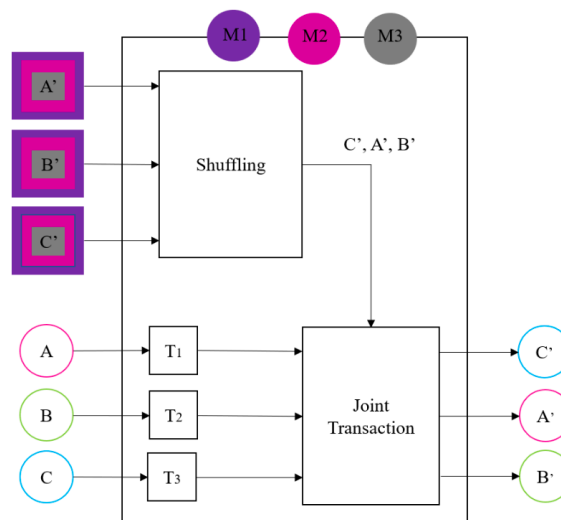 M1 M2 M3
A’
B’
C’
Shuffling
C’, A’, B’
A
T1
B
T2
C
T3
Joint
Transaction
C’
A’
B’